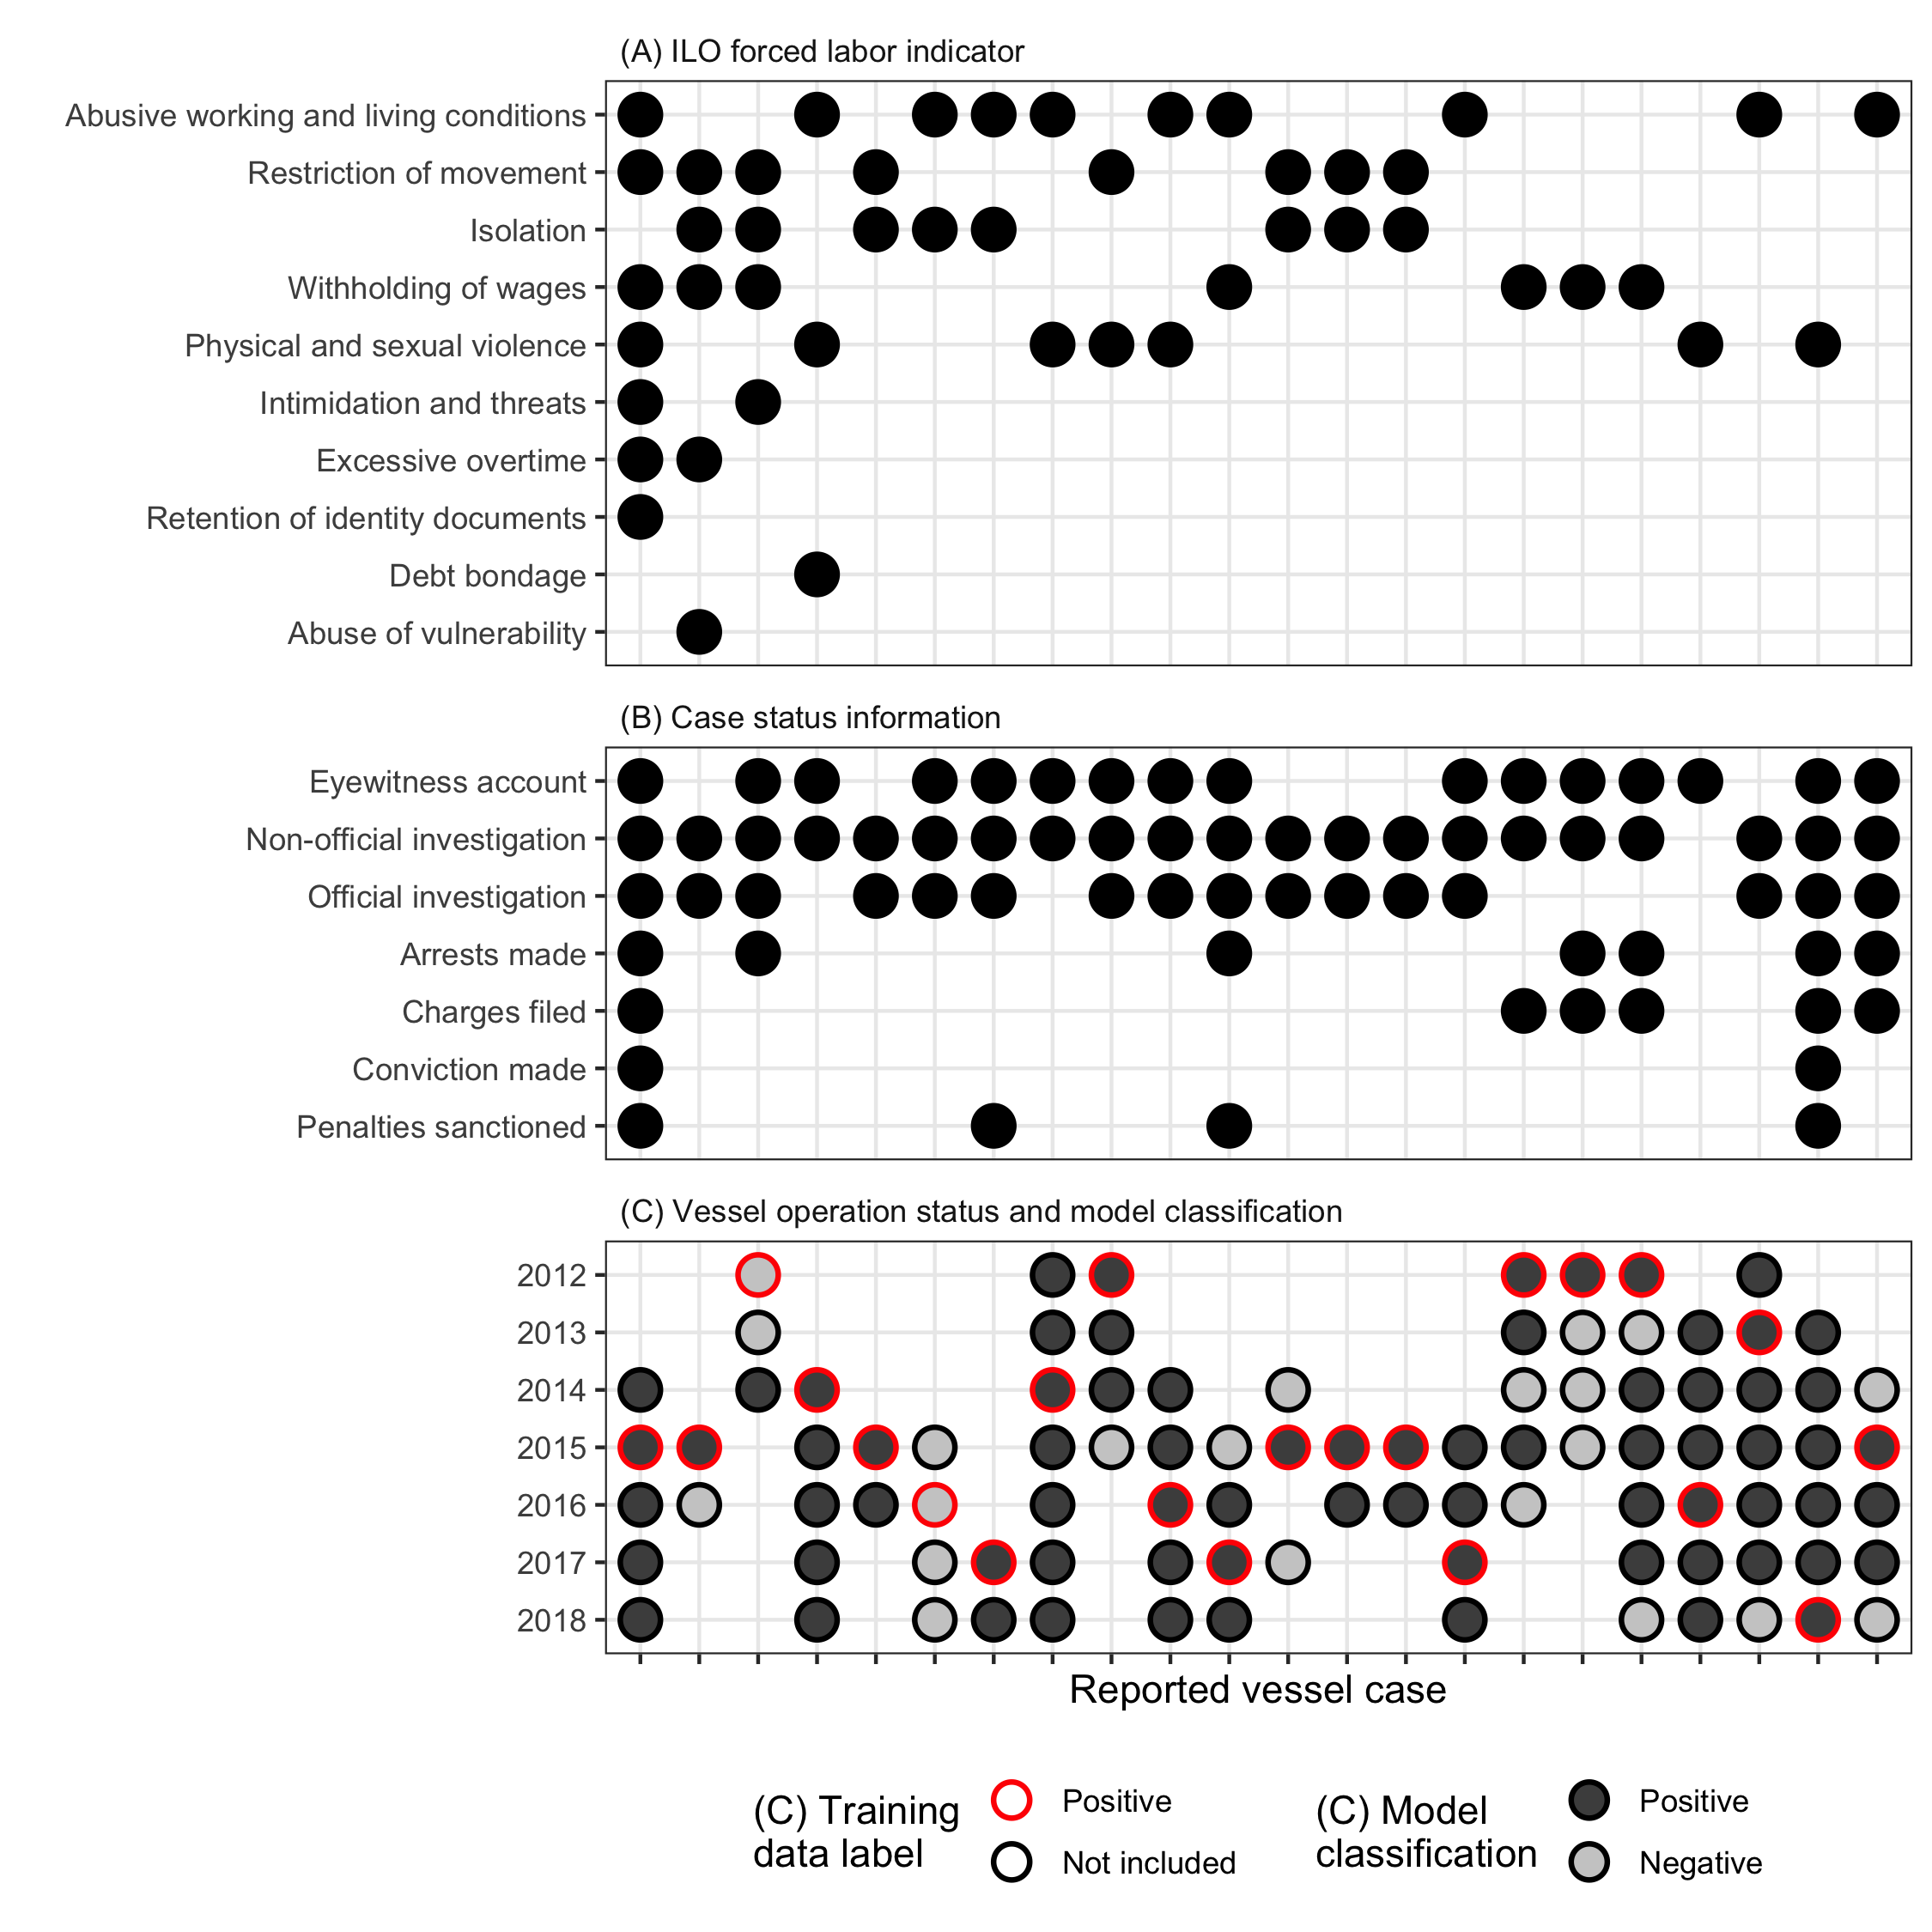 (A) ILO forced labor indicator
Abusive working and living conditions
Restriction of movement
Isolation
Withholding of wages
Physical and sexual violence
Intimidation and threats
Excessive overtime
Retention of identity documents
Debt bondage
Abuse of vulnerability
(B) Case status information
Eyewitness account
Non-official investigation
Official investigation
Arrests made
Charges filed
Conviction made
Penalties sanctioned
(C) Vessel operation status and model classification
2012
2013
2014
2015
2016
2017
2018
Reported vessel case
(C) Training
data label
Positive
Not included
(C) Model
classification
Positive
Negative